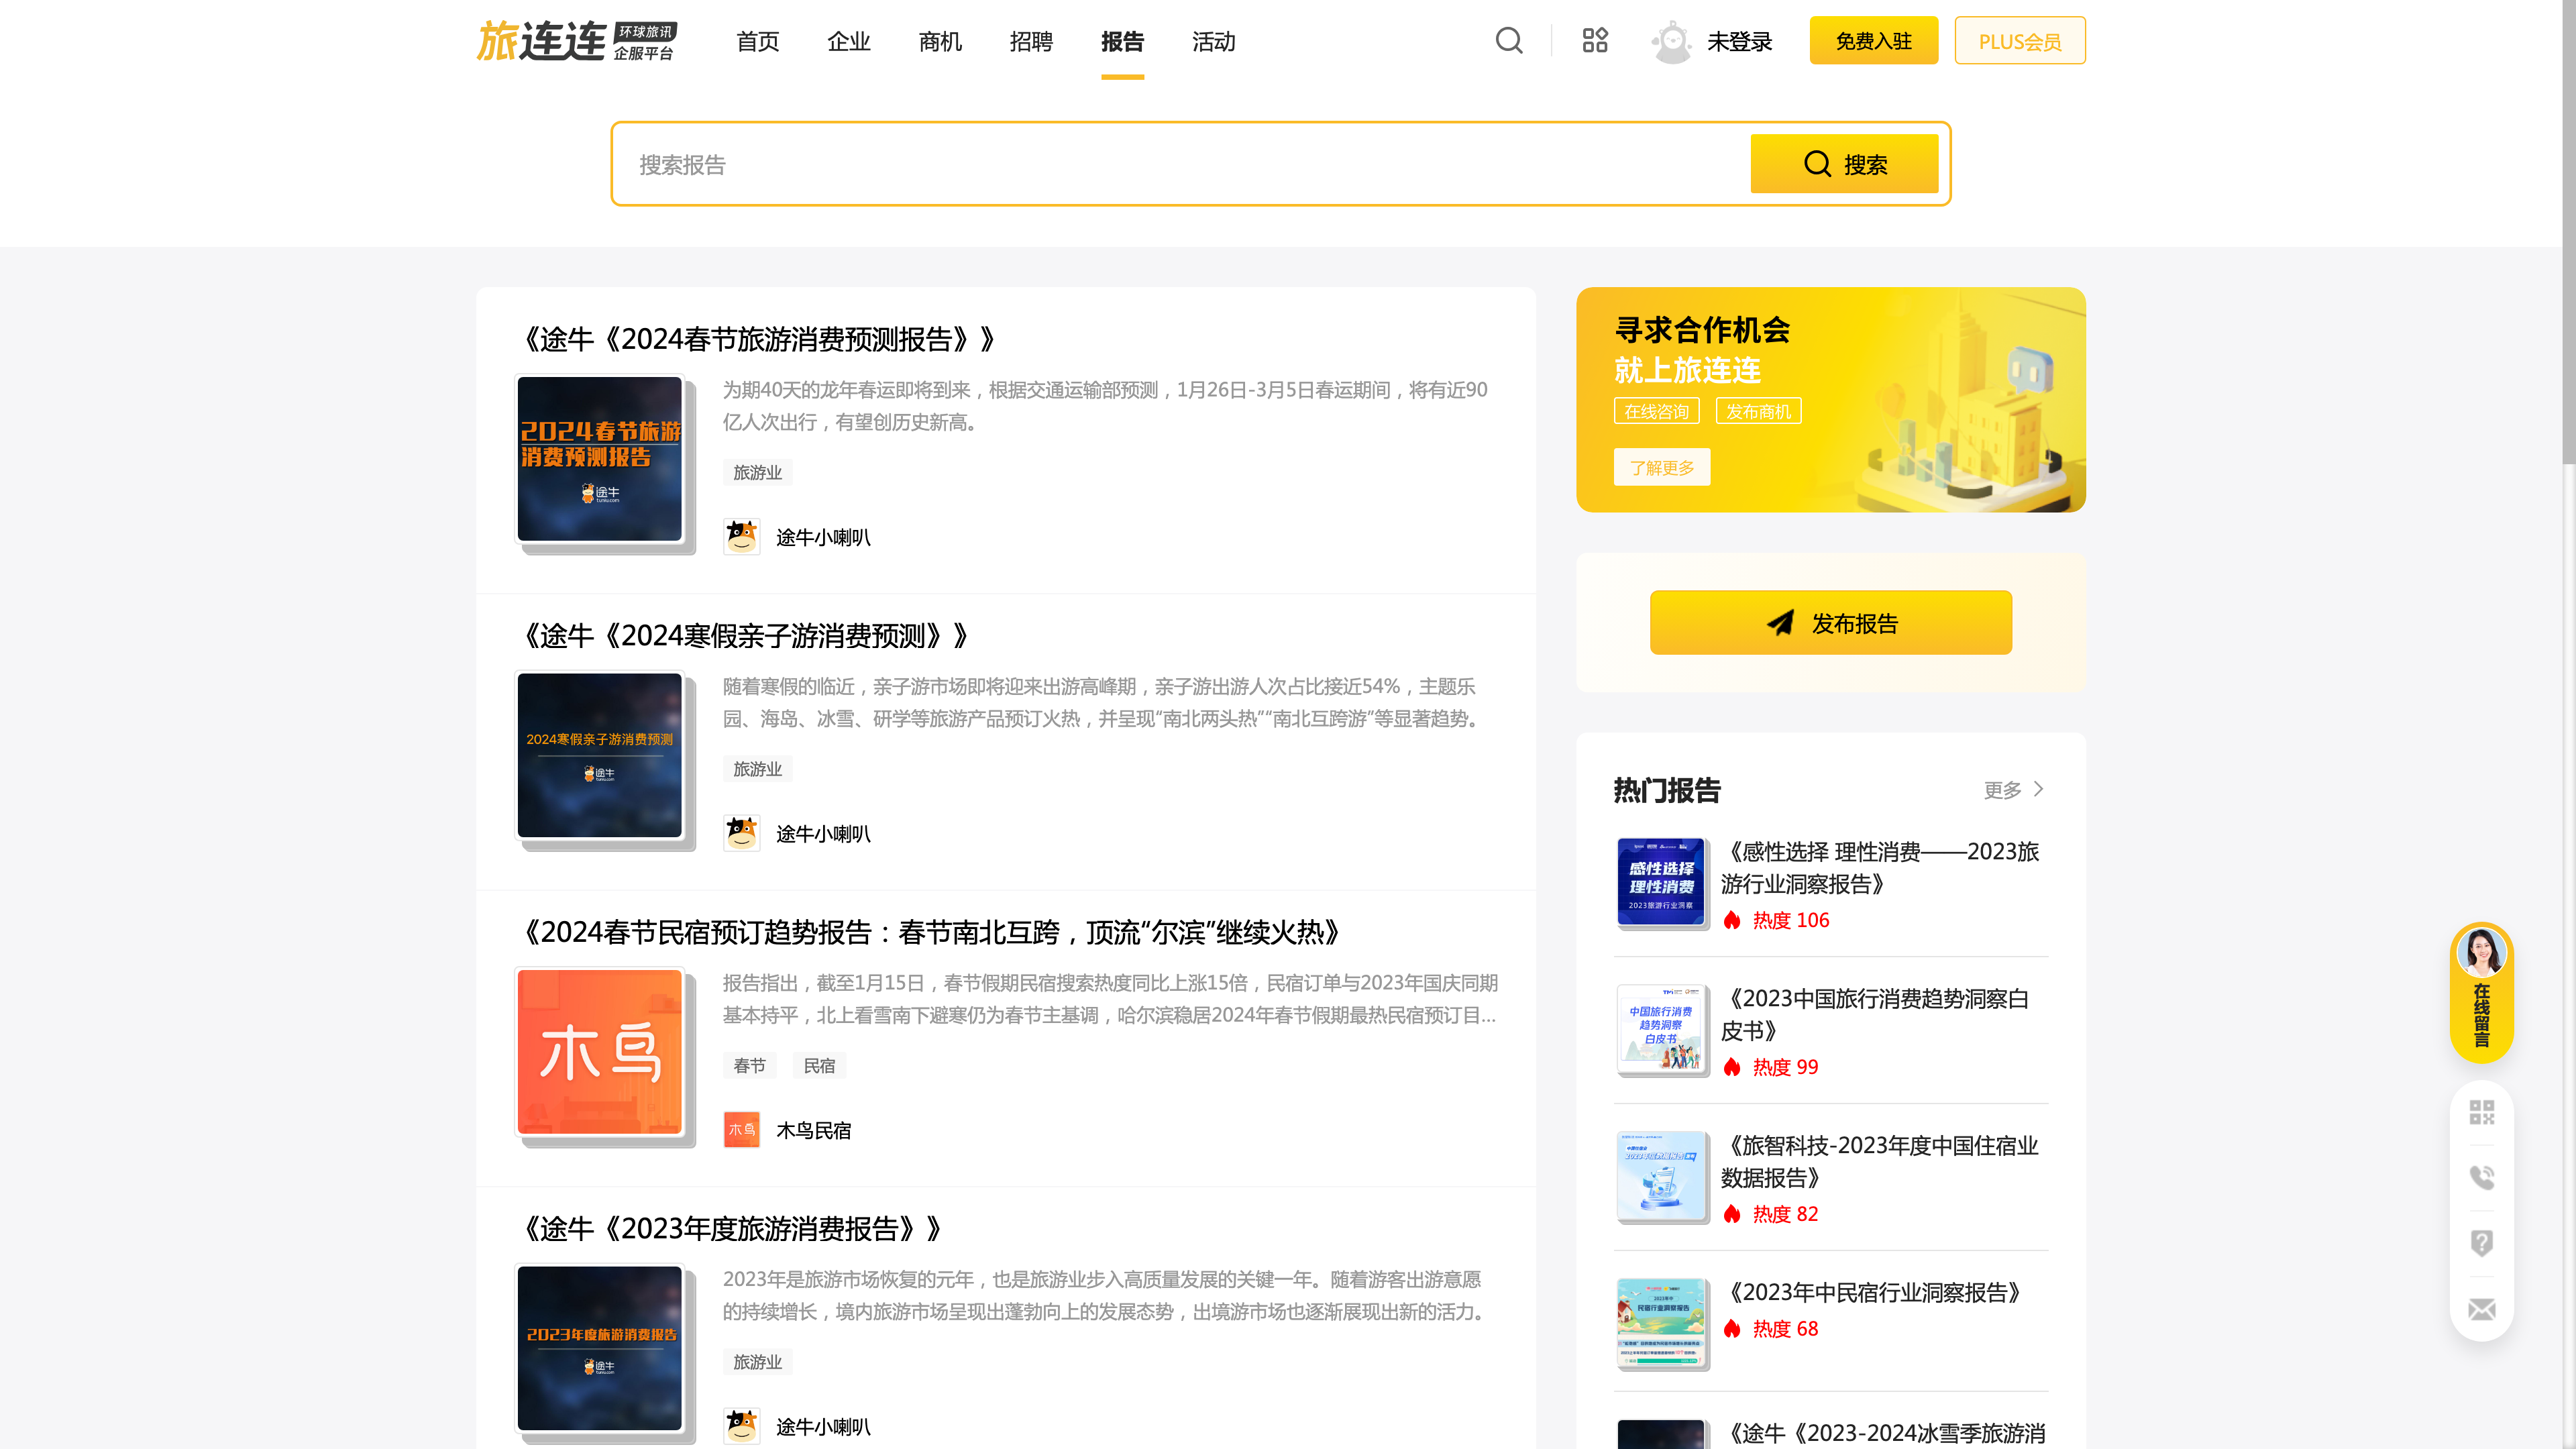 旅连连 环球旅讯
企服平台
首页 企业 商机 招聘 报告 活动
未登录 免费入驻 PLUS会员
搜索报告
搜索
《途牛《2024春节旅游消费预测报告》》
2024春节旅游
消费预测报告
途牛
tuniu.com
为期40天的龙年春运即将到来，根据交通运输部预测，1月26日-3月5日春运期间，将有近90
亿人次出行，有望创历史新高。
旅游业
途牛小喇叭
《途牛《2024寒假亲子游消费预测》》
2024寒假亲子游消费预测
途牛
tuniu.com
随着寒假的临近，亲子游市场即将迎来出游高峰期，亲子游出游人次占比接近54%，主题乐
园、海岛、冰雪、研学等旅游产品预订火热，并呈现“南北两头热”“南北互跨游”等显著趋势。
旅游业
途牛小喇叭
《2024春节民宿预订趋势报告：春节南北互跨，顶流“尔滨”继续火热》
木鸟
报告指出，截至1月15日，春节假期民宿搜索热度同比上涨15倍，民宿订单与2023年国庆同期
基本持平，北上看雪南下避寒仍为春节主基调，哈尔滨稳居2024年春节假期最热民宿预订目...
春节 民宿
木鸟
木鸟民宿
《途牛《2023年度旅游消费报告》》
2023年度旅游消费报告
途牛
tuniu.com
2023年是旅游市场恢复的元年，也是旅游业步入高质量发展的关键一年。随着游客出游意愿
的持续增长，境内旅游市场呈现出蓬勃向上的发展态势，出境游市场也逐渐展现出新的活力。
旅游业
途牛小喇叭
寻求合作机会
就上旅连连
在线咨询 发布商机
了解更多
发布报告
热门报告
更多
感性选择
理性消费
2023旅游行业洞察
《感性选择 理性消费——2023旅
游行业洞察报告》
热度 106
中国旅行消费
趋势洞察
白皮书
《2023中国旅行消费趋势洞察白
皮书》
热度 99
《旅智科技-2023年度中国住宿业
数据报告》
热度 82
2023年中
民宿行业洞察报告
《2023年中民宿行业洞察报告》
热度 68
《途牛《2023-2024冰雪季旅游消
在线留言